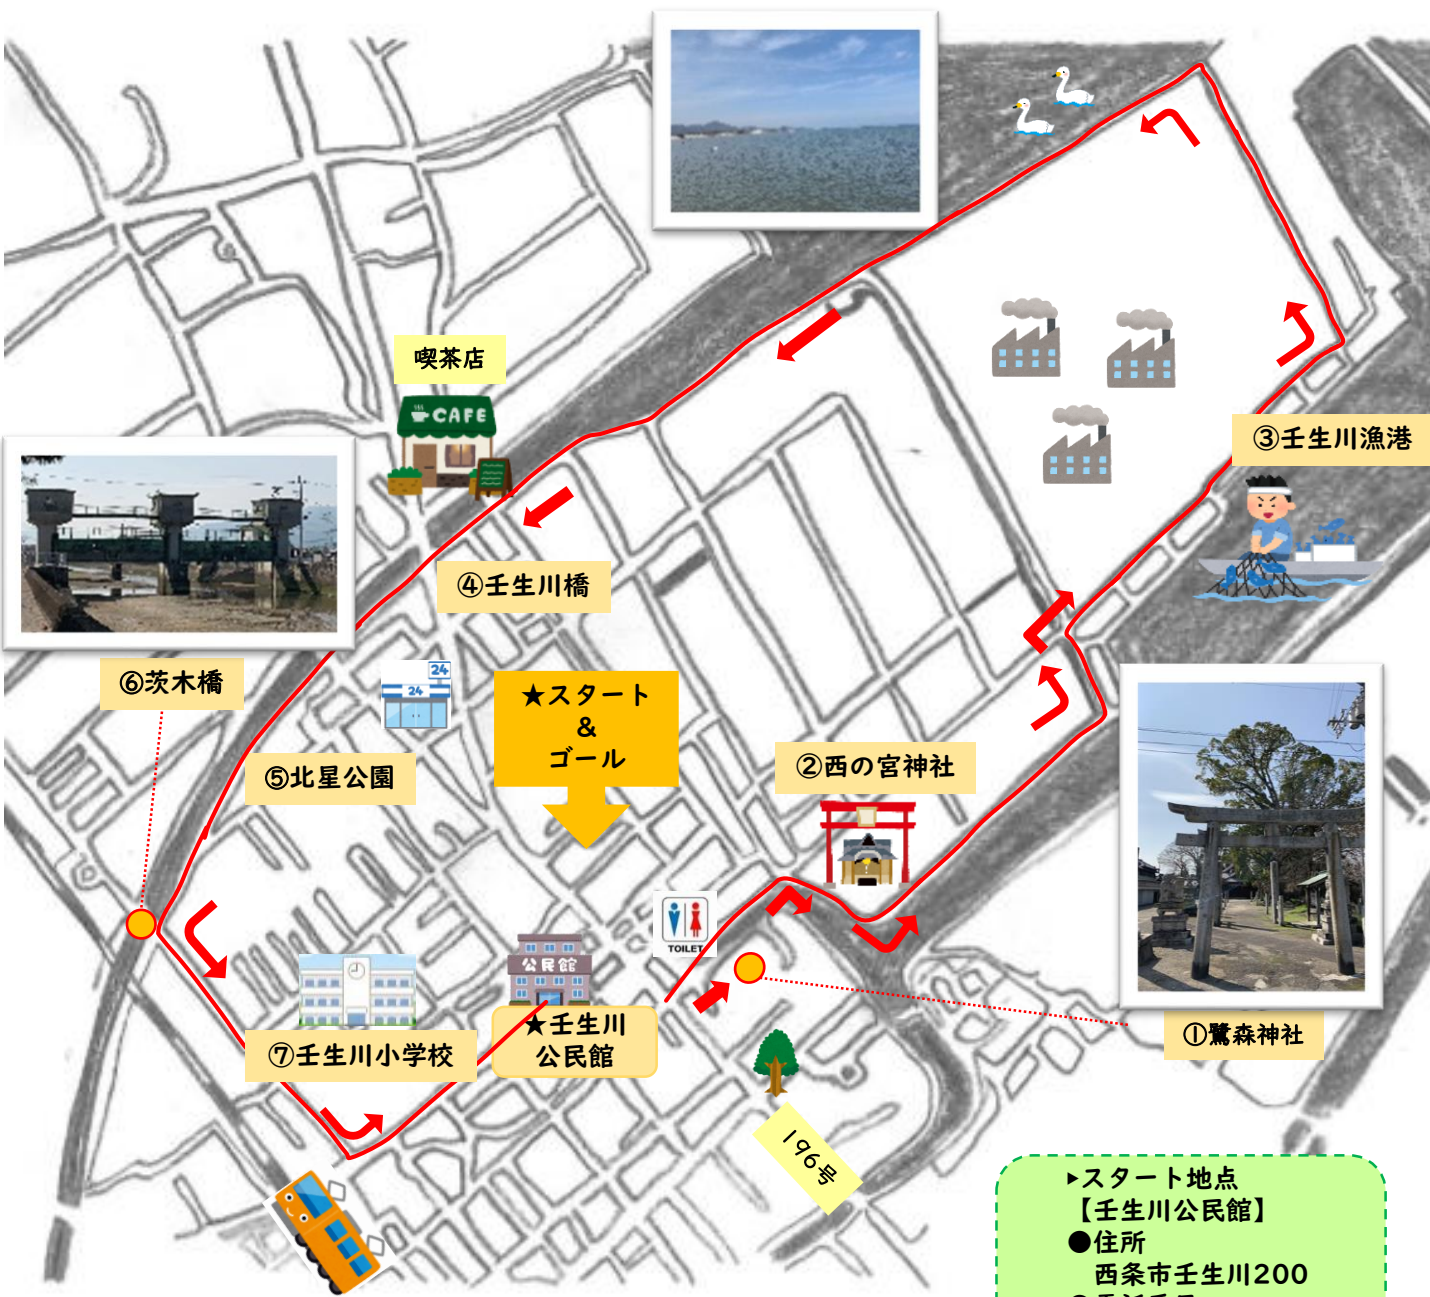 喫茶店
CAFE
③壬生川漁港
④壬生川橋
⑥茨木橋
24
24
★スタート
&
ゴール
②西の宮神社
⑤北星公園
TOILET
公民館
★壬生川
公民館
⑦壬生川小学校
①鷺森神社
196号
▶スタート地点
【壬生川公民館】
●住所
西条市壬生川200